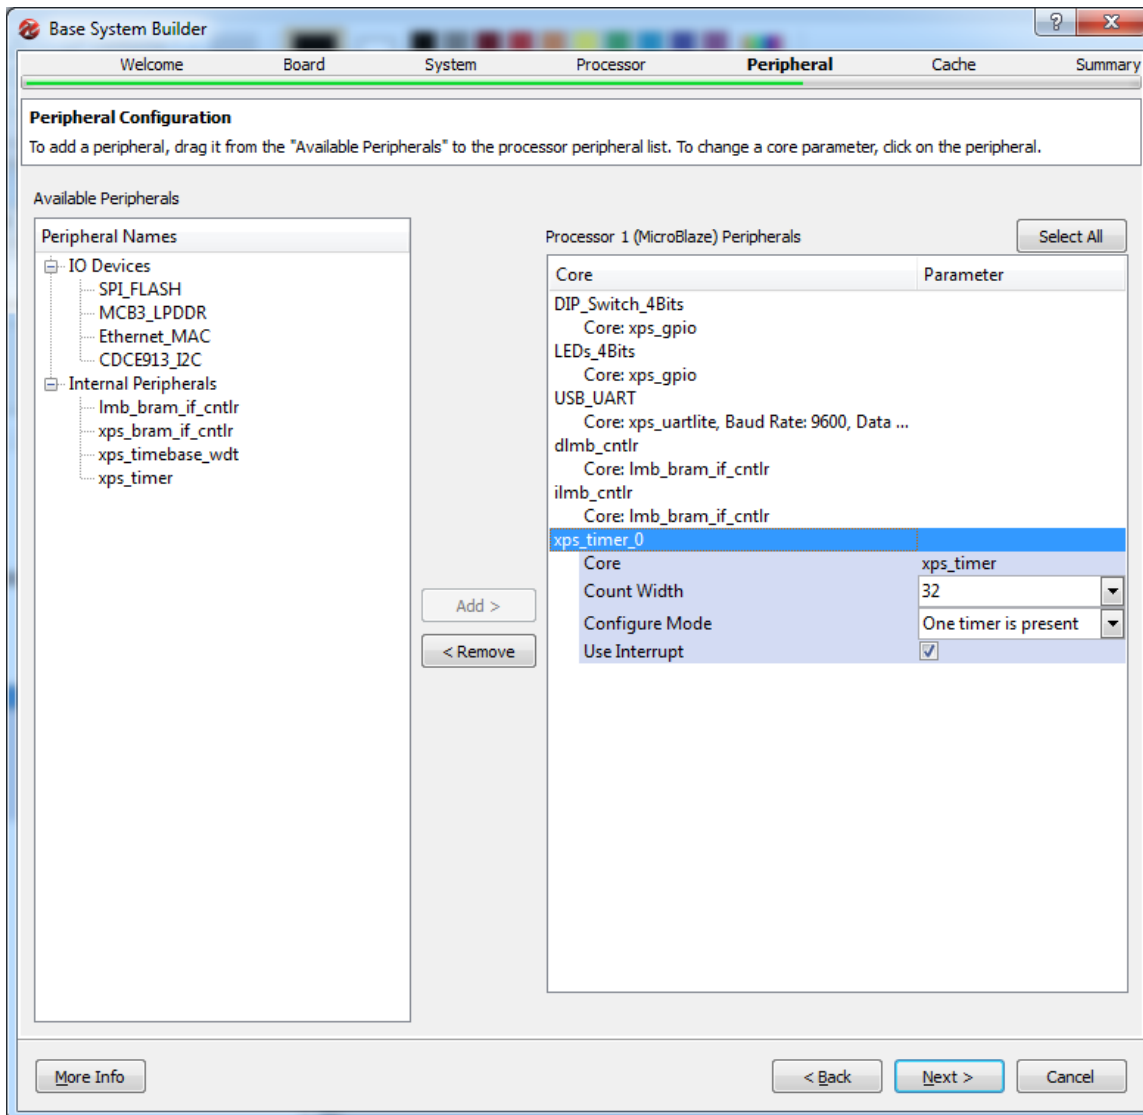 Base System Builder
Welcome Board System Processor Peripheral Cache Summary
Peripheral Configuration
To add a peripheral, drag it from the "Available Peripherals" to the processor peripheral list. To change a core parameter, click on the peripheral.
Available Peripherals
Peripheral Names
IO Devices
SPI_FLASH
MCB3_LPDDR
Ethernet_MAC
CDCE913_I2C
Internal Peripherals
lmb_bram_if_cntlr
xps_bram_if_cntlr
xps_timebase_wdt
xps_timer
Add >
< Remove
Processor 1 (MicroBlaze) Peripherals
Select All
Core Parameter
DIP_Switch_4Bits
Core: xps_gpio
LEDs_4Bits
Core: xps_gpio
USB_UART
Core: xps_uartlite, Baud Rate: 9600, Data ...
dlmb_cntlr
Core: lmb_bram_if_cntlr
ilmb_cntlr
Core: lmb_bram_if_cntlr
xps_timer_0
Core xps_timer
Count Width 32
Configure Mode One timer is present
Use Interrupt
More Info
< Back
Next >
Cancel